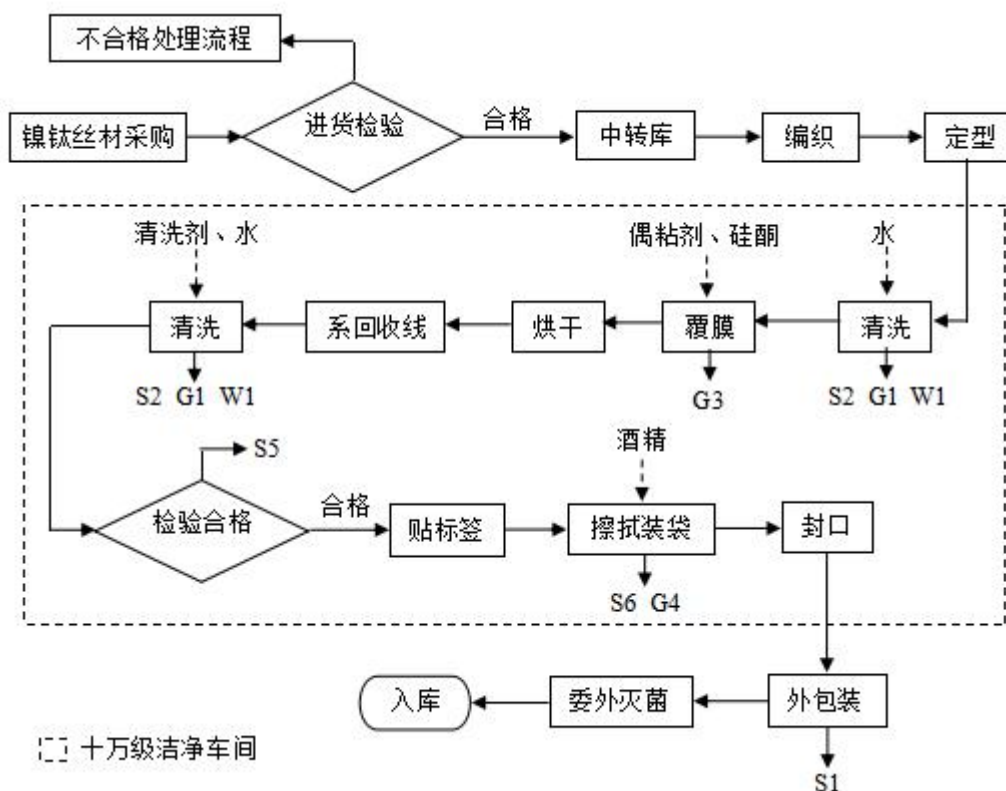 不合格处理流程
镍钛丝材采购
进货检验
合格
中转库
编织
定型
清洗剂、水
偶粘剂、硅酮
水
清洗
系回收线
烘干
覆膜
清洗
S2 G1 W1
G3
S2 G1 W1
S5
酒精
检验合格
合格
贴标签
擦拭装袋
封口
S6 G4
入库
委外灭菌
外包装
十万级洁净车间
S1